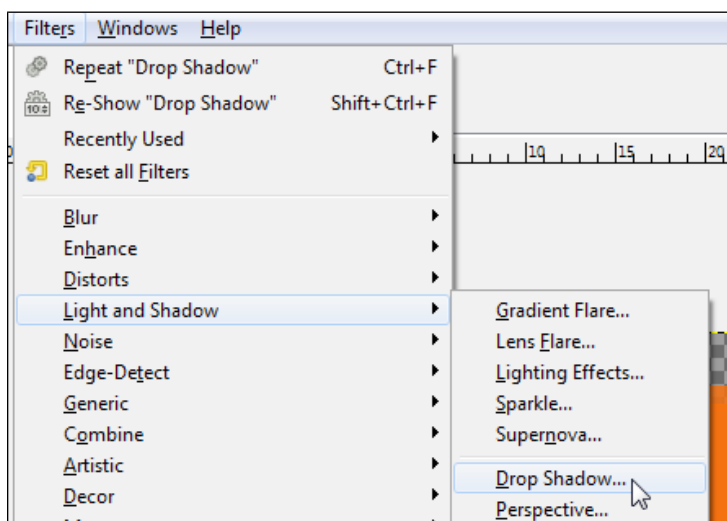 Filters Windows Help
Repeat "Drop Shadow" Ctrl+F
Re-Show "Drop Shadow" Shift+Ctrl+F
Recently Used
Reset all Filters
10 15 20
Blur
Enhance
Distorts
Light and Shadow
Noise
Edge-Detect
Generic
Combine
Artistic
Decor
Gradient Flare...
Lens Flare...
Lighting Effects...
Sparkle...
Supernova...
Drop Shadow...
Perspective...